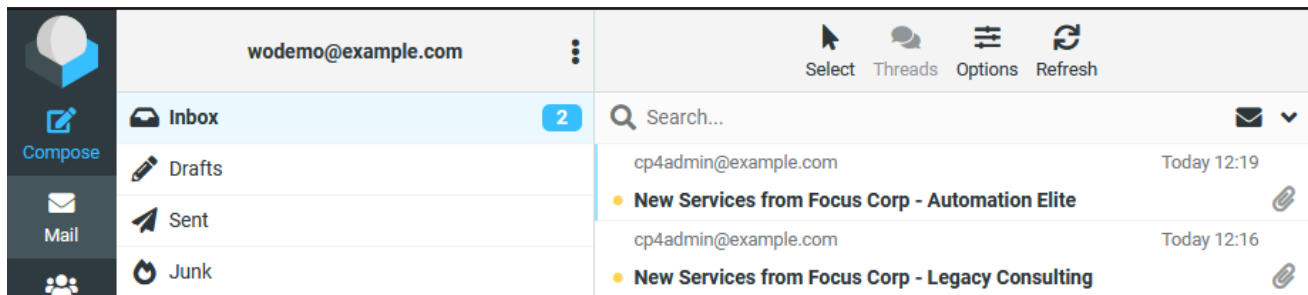 wodemo@example.com
Select Threads Options Refresh
Compose
Mail
Inbox 2
Drafts
Sent
Junk
Search...
cp4admin@example.com Today 12:19
New Services from Focus Corp - Automation Elite
cp4admin@example.com Today 12:16
New Services from Focus Corp - Legacy Consulting